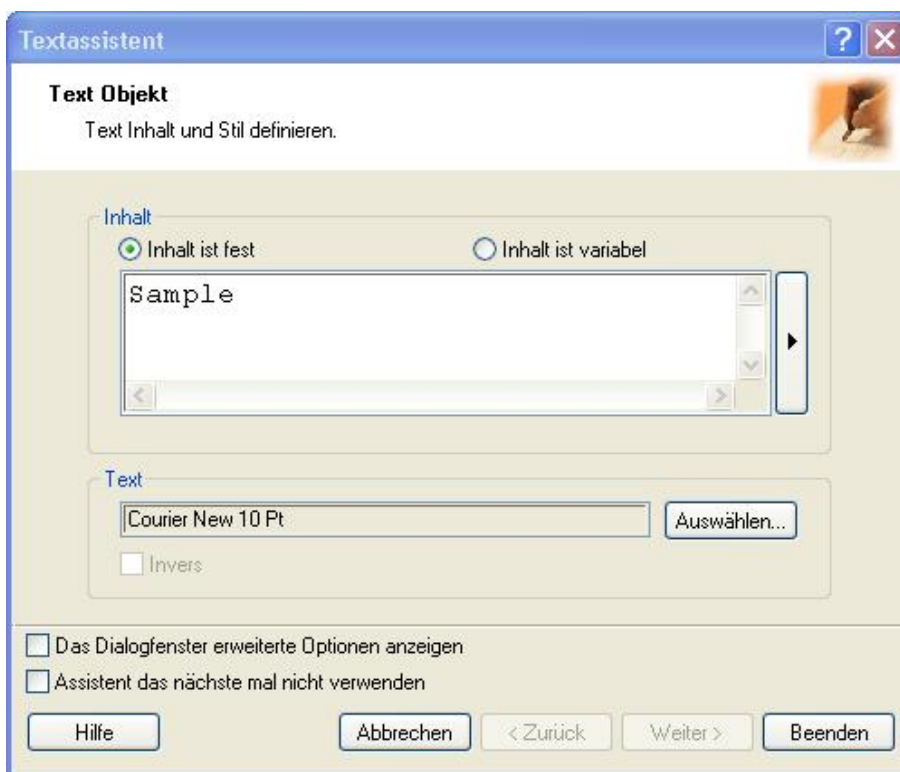 Textassistent
Text Objekt
Text Inhalt und Stil definieren.
Inhalt
Inhalt ist fest Inhalt ist variabel
Sample
Text
Courier New 10 Pt Auswählen...
Invers
Das Dialogfenster erweiterte Optionen anzeigen
Assistent das nächste mal nicht verwenden
Hilfe Abbrechen < Zurück Weiter > Beenden